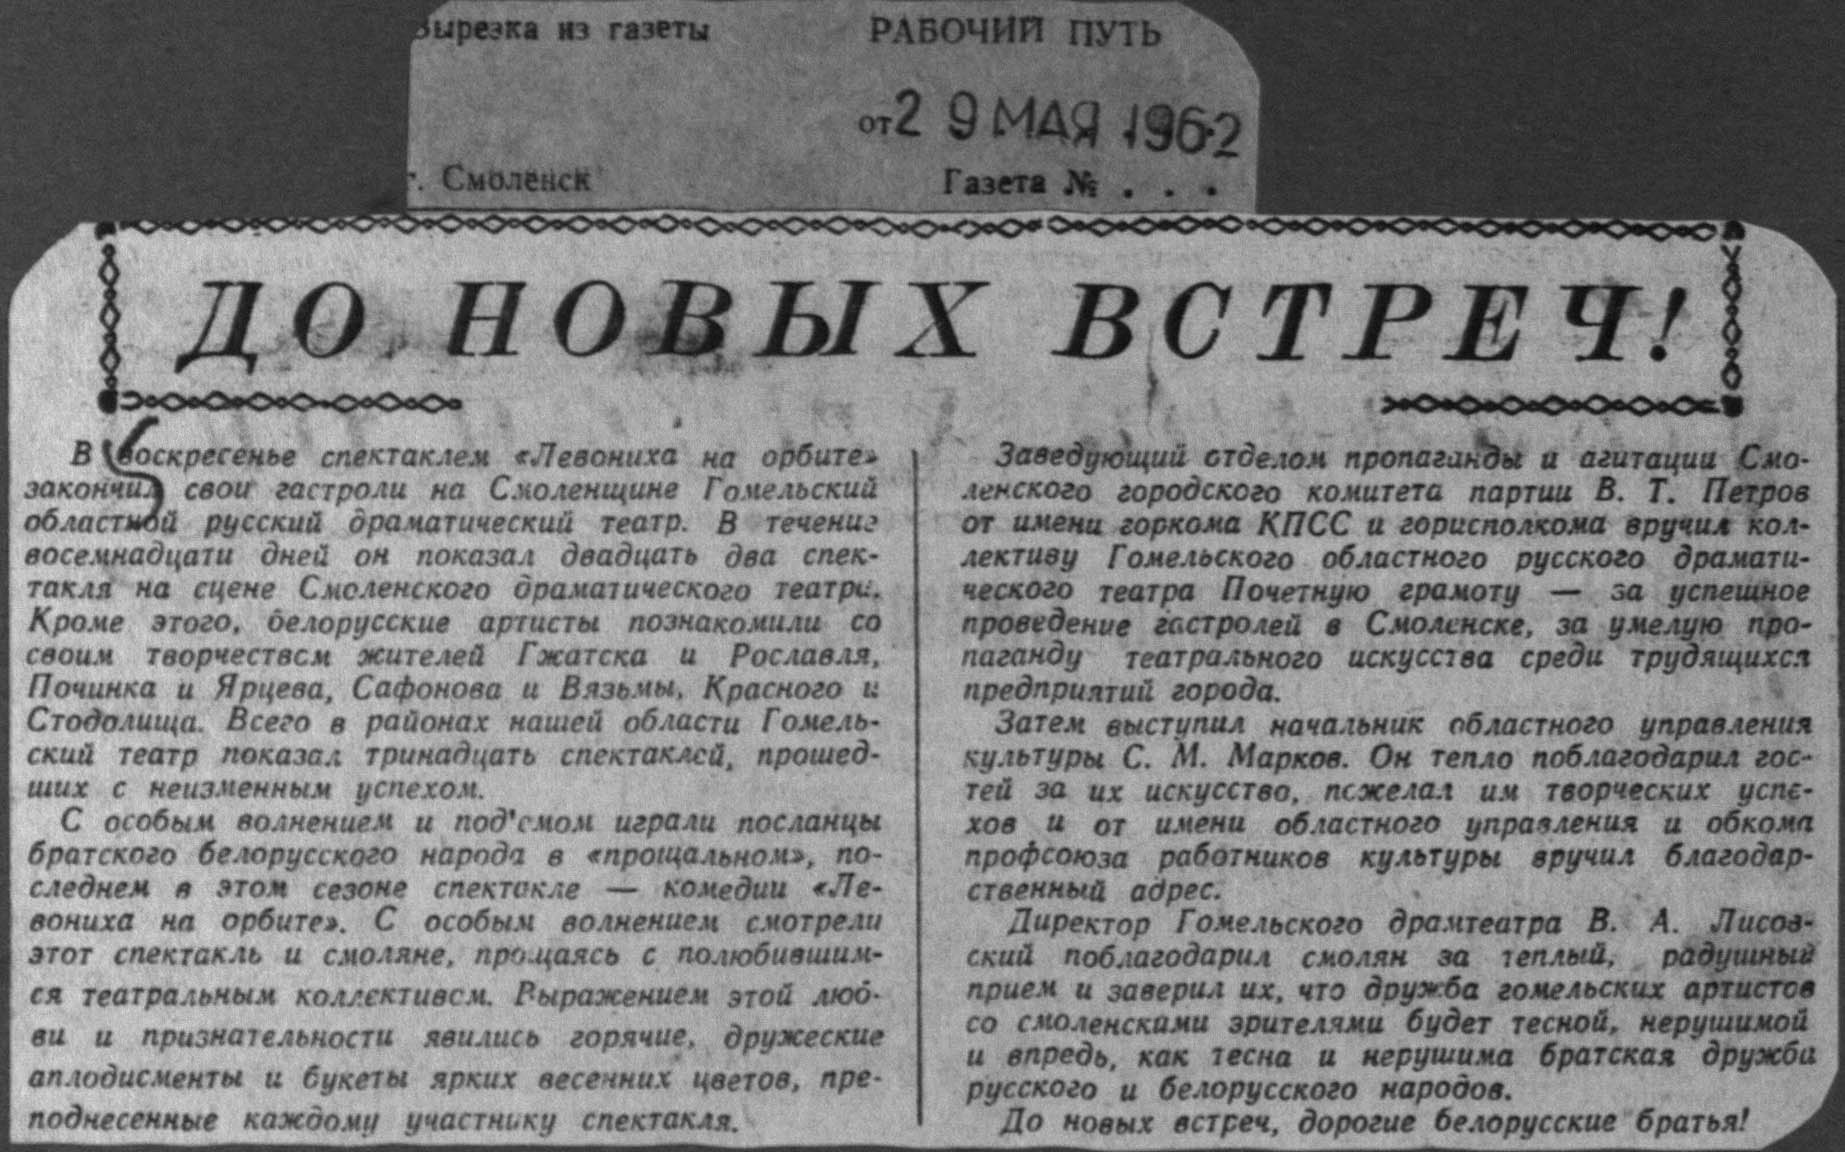 Вырезка из газеты РАБОЧИЙ ПУТЬ
от 29 МАЯ 1962
г. Смоленск Газета № . . .
ДО НОВЫХ ВСТРЕЧ!
В воскресенье спектаклем «Левониха на орбите»
закончил свои гастроли на Смоленщине Гомельский
областной русский драматический театр. В течение
восемнадцати дней он показал двадцать два спек-
такля на сцене Смоленского драматического театра.
Кроме этого, белорусские артисты познакомили со
своим творчеством жителей Гжатска и Рославля,
Починка и Ярцева, Сафонова и Вязьмы, Красного и
Стодолища. Всего в районах нашей области Гомель-
ский театр показал тринадцать спектаклей, прошед-
ших с неизменным успехом.
С особым волнением и под'емом играли посланцы
братского белорусского народа в «прощальном», по-
следнем в этом сезоне спектакле — комедии «Ле-
вониха на орбите». С особым волнением смотрели
этот спектакль и смоляне, прощаясь с полюбившим-
ся театральным коллективом. Выражением этой люб-
ви и признательности явились горячие, дружеские
аплодисменты и букеты ярких весенних цветов, пре-
поднесенные каждому участнику спектакля.
Заведующий отделом пропаганды и агитации Смо-
ленского городского комитета партии В. Т. Петров
от имени горкома КПСС и горисполкома вручил кол-
лективу Гомельского областного русского драмати-
ческого театра Почетную грамоту — за успешное
проведение гастролей в Смоленске, за умелую про-
паганду театрального искусства среди трудящихся
предприятий города.
Затем выступил начальник областного управления
культуры С. М. Марков. Он тепло поблагодарил гос-
тей за их искусство, пожелал им творческих успе-
хов и от имени областного управления и обкома
профсоюза работников культуры вручил благодар-
ственный адрес.
Директор Гомельского драмтеатра В. А. Лисов-
ский поблагодарил смолян за теплый, радушный
прием и заверил их, что дружба гомельских артистов
со смоленскими зрителями будет тесной, нерушимой
и впредь, как тесна и нерушима братская дружба
русского и белорусского народов.
До новых встреч, дорогие белорусские братья!